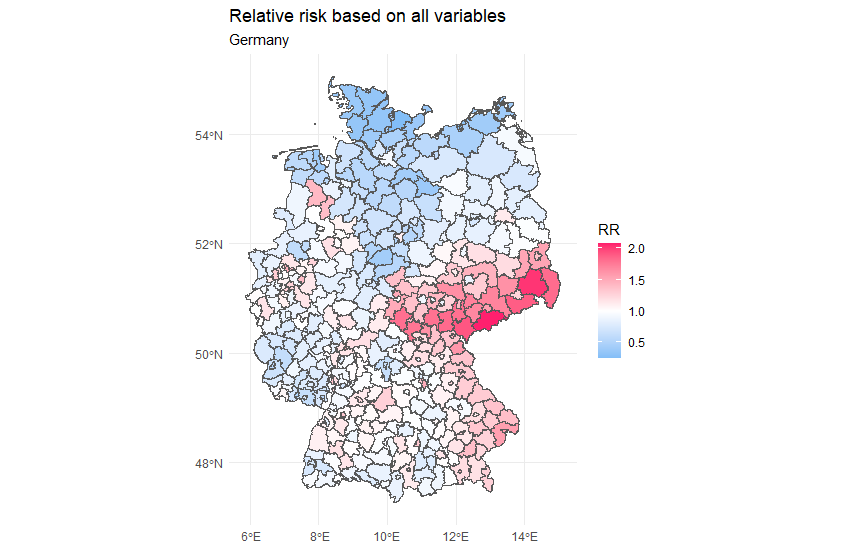 Relative risk based on all variables
Germany
54°N
52°N
50°N
48°N
6°E 8°E 10°E 12°E 14°E
RR
2.0
1.5
1.0
0.5